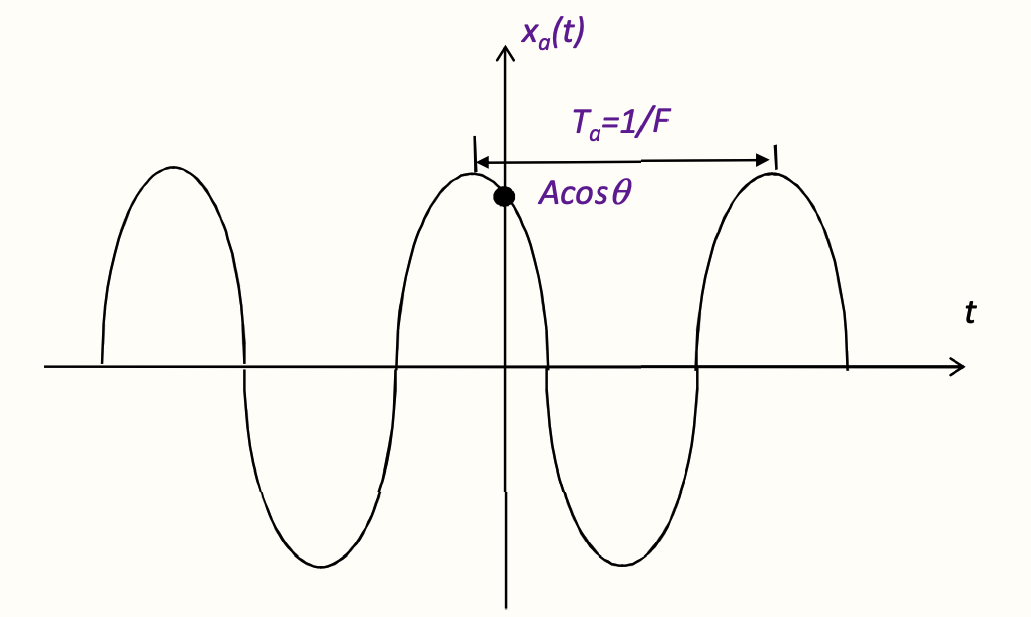 xₐ(t)
Tₐ=1/F
Acosθ
t